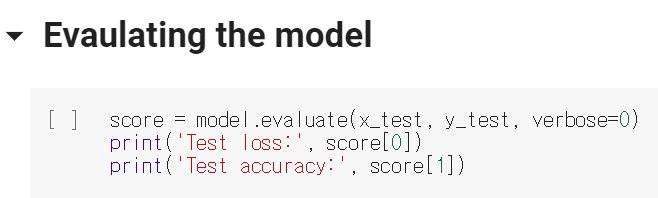 Evaulating the model
[ ] score = model.evaluate(x_test, y_test, verbose=0)
print('Test loss:', score[0])
print('Test accuracy:', score[1])